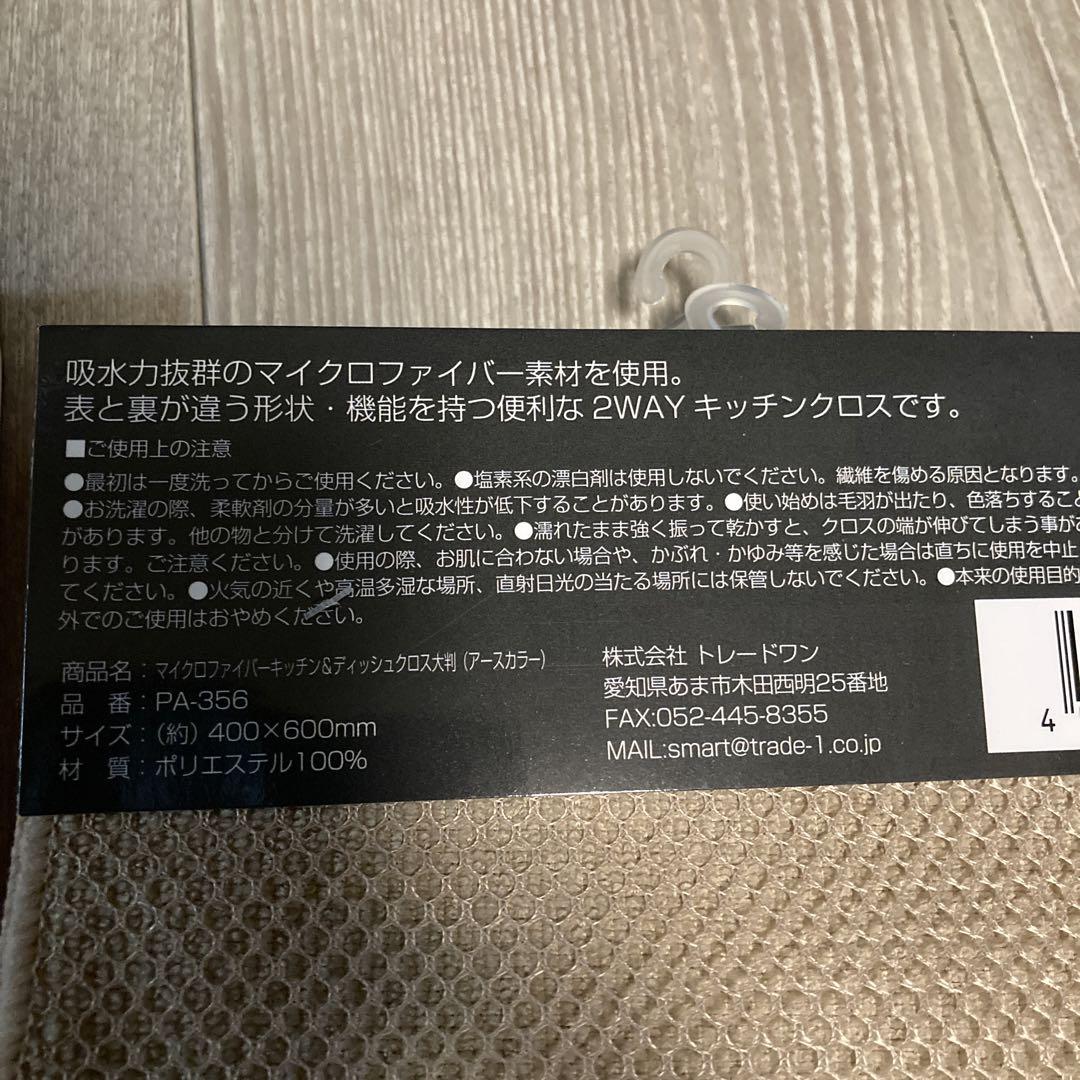 吸水力抜群のマイクロファイバー素材を使用。
表と裏が違う形状・機能を持つ便利な 2WAY キッチンクロスです。
■ご使用上の注意
●最初は一度洗ってからご使用ください。●塩素系の漂白剤は使用しないでください。繊維を傷める原因となります。
●お洗濯の際、柔軟剤の分量が多いと吸水性が低下することがあります。●使い始めは毛羽が出たり、色落ちすること
があります。他の物と分けて洗濯してください。●濡れたまま強く振って乾かすと、クロスの端が伸びてしまう事があ
ります。ご注意ください。●使用の際、お肌に合わない場合や、かぶれ・かゆみ等を感じた場合は直ちに使用を中止
してください。●火気の近くや高温多湿な場所、直射日光の当たる場所には保管しないでください。●本来の使用目的
外でのご使用はおやめください。
商品名：マイクロファイバーキッチン&ディッシュクロス大判（アースカラー）
品　番：PA-356
サイズ：（約）400×600mm
材　質：ポリエステル100%
株式会社 トレードワン
愛知県あま市木田西明25番地
FAX:052-445-8355
MAIL:smart@trade-1.co.jp
4